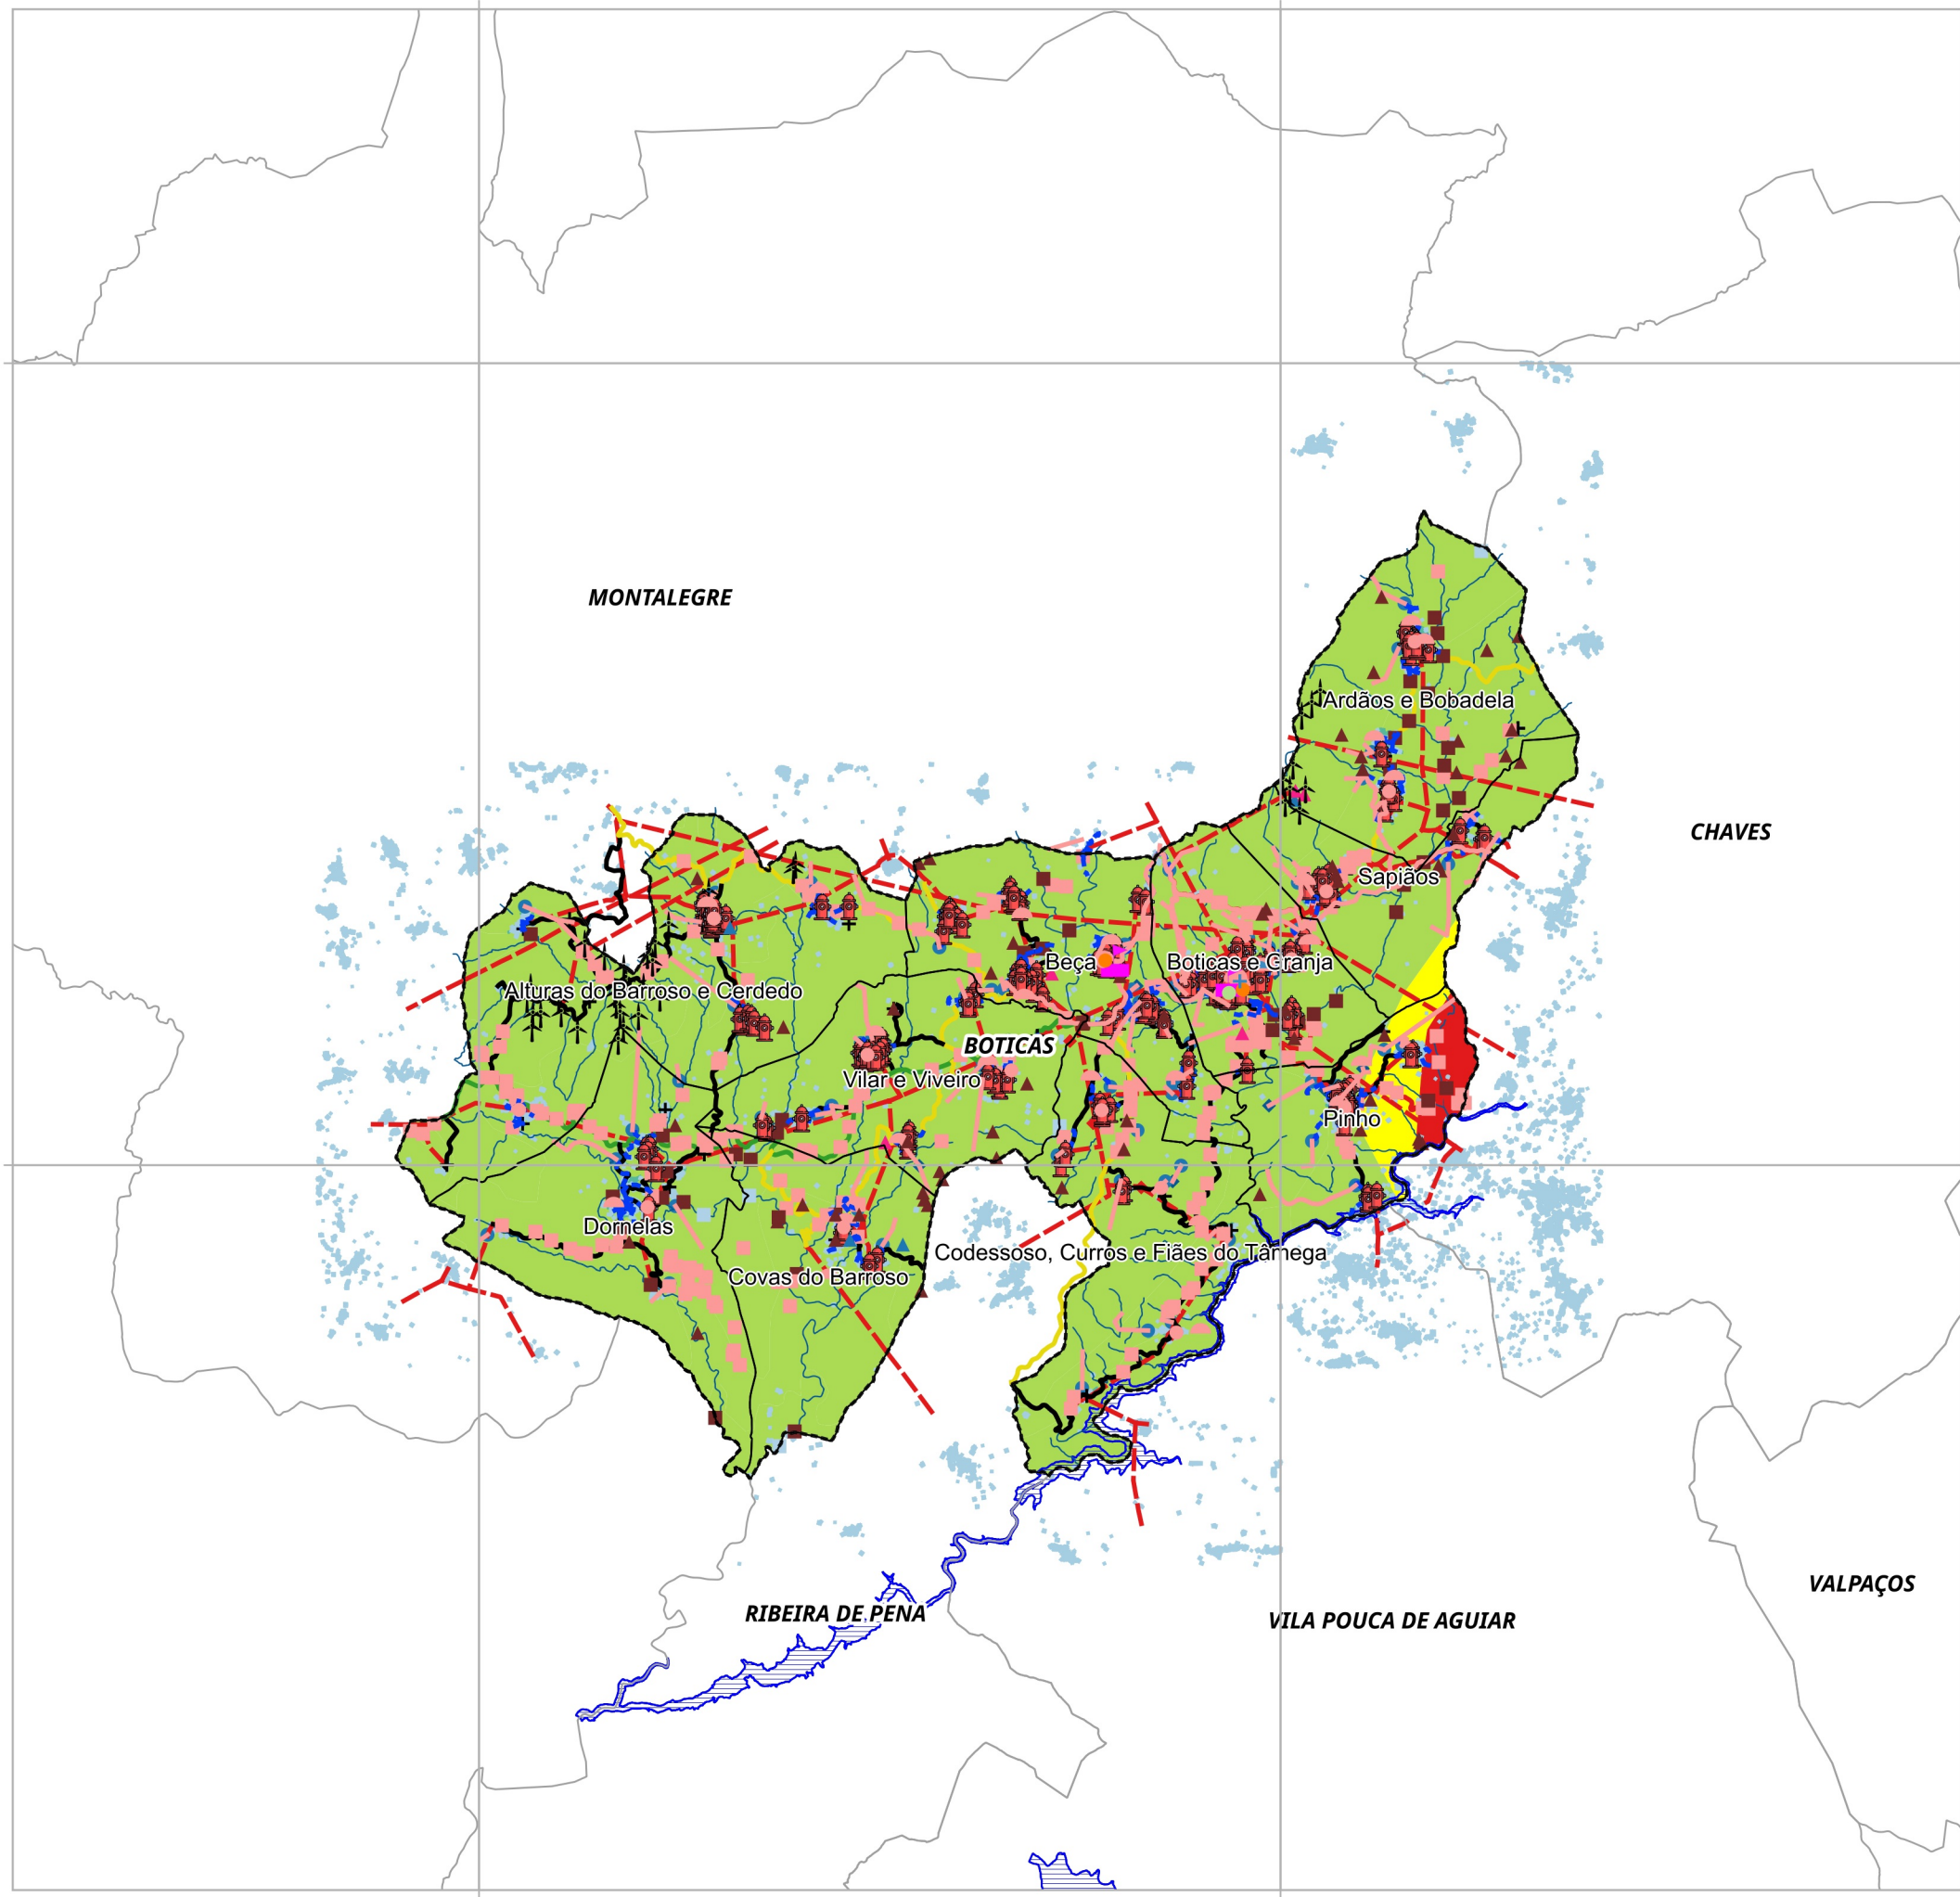 MONTALEGRE
Ardãos e Bobadela
CHAVES
Sapiãos
Beçã
Boticas e Granja
Alturas do Barroso e Cerdedo
BOTICAS
Vilar e Viveiro
Pinho
Dornelas
Codessoso, Curros e Fiães do Tâmega
Covas do Barroso
VALPAÇOS
RIBEIRA DE PENA
VILA POUCA DE AGUIAR